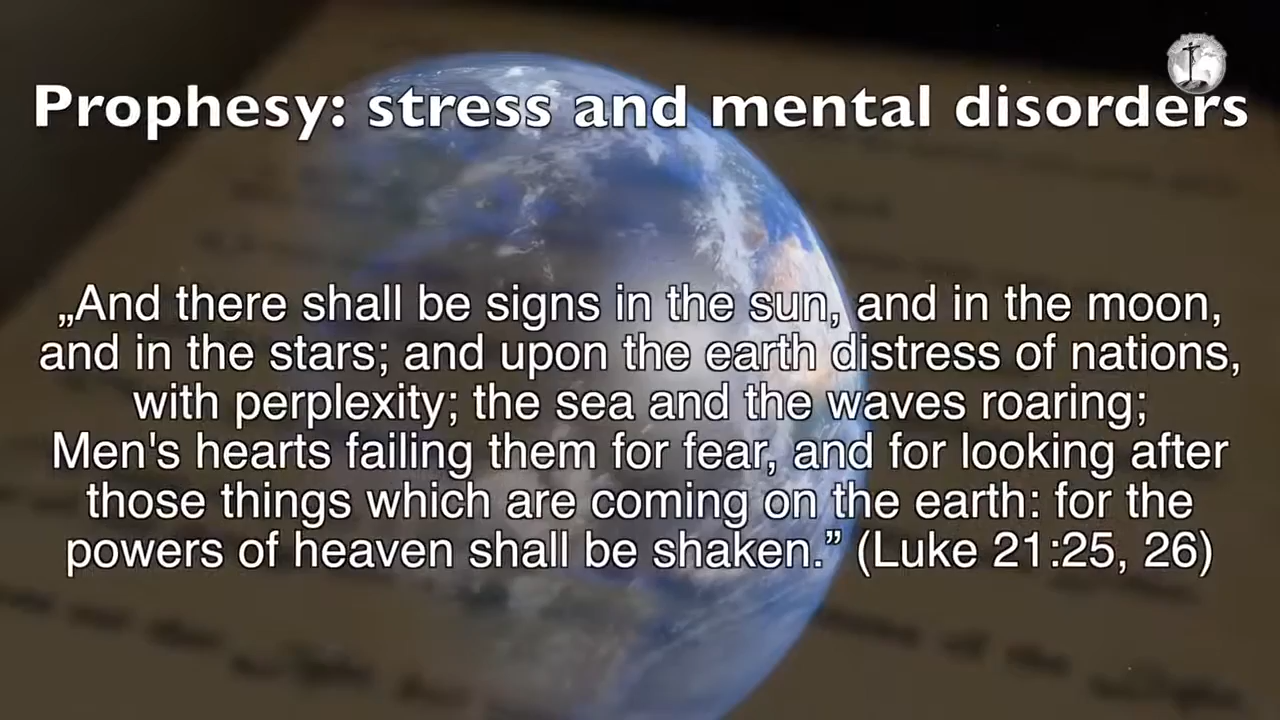 Prophesy: stress and mental disorders
„And there shall be signs in the sun, and in the moon,
and in the stars; and upon the earth distress of nations,
with perplexity; the sea and the waves roaring;
Men's hearts failing them for fear, and for looking after
those things which are coming on the earth: for the
powers of heaven shall be shaken.” (Luke 21:25, 26)